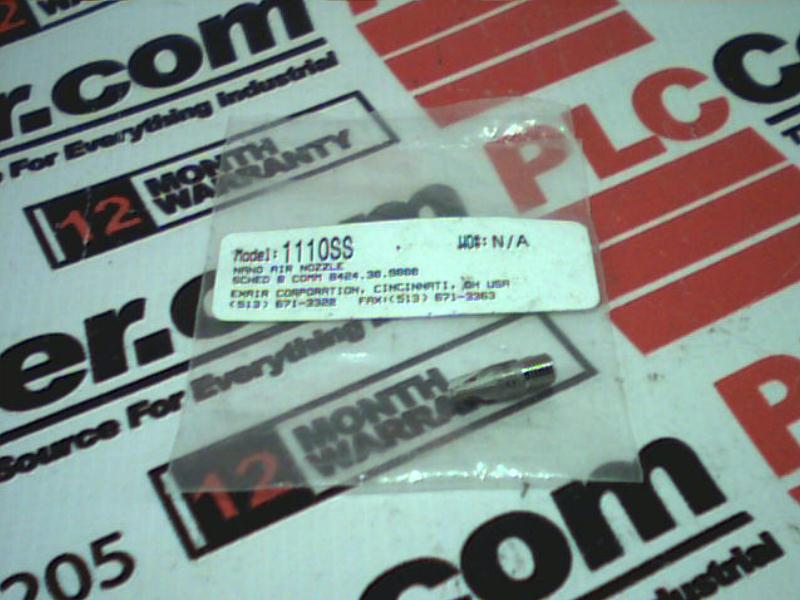 r.com
For Everything Industrial
12 MONTH WARRANTY
PLC
Model: 1110SS WO#: N/A
NANO AIR NOZZLE
SCHED B COMM 8424.30.9000
EXAIR CORPORATION, CINCINNATI, OH USA
(513) 671-3322 FAX:(513) 671-3363
er.com
Source For Everything Industrial
12 MONTH
205
com